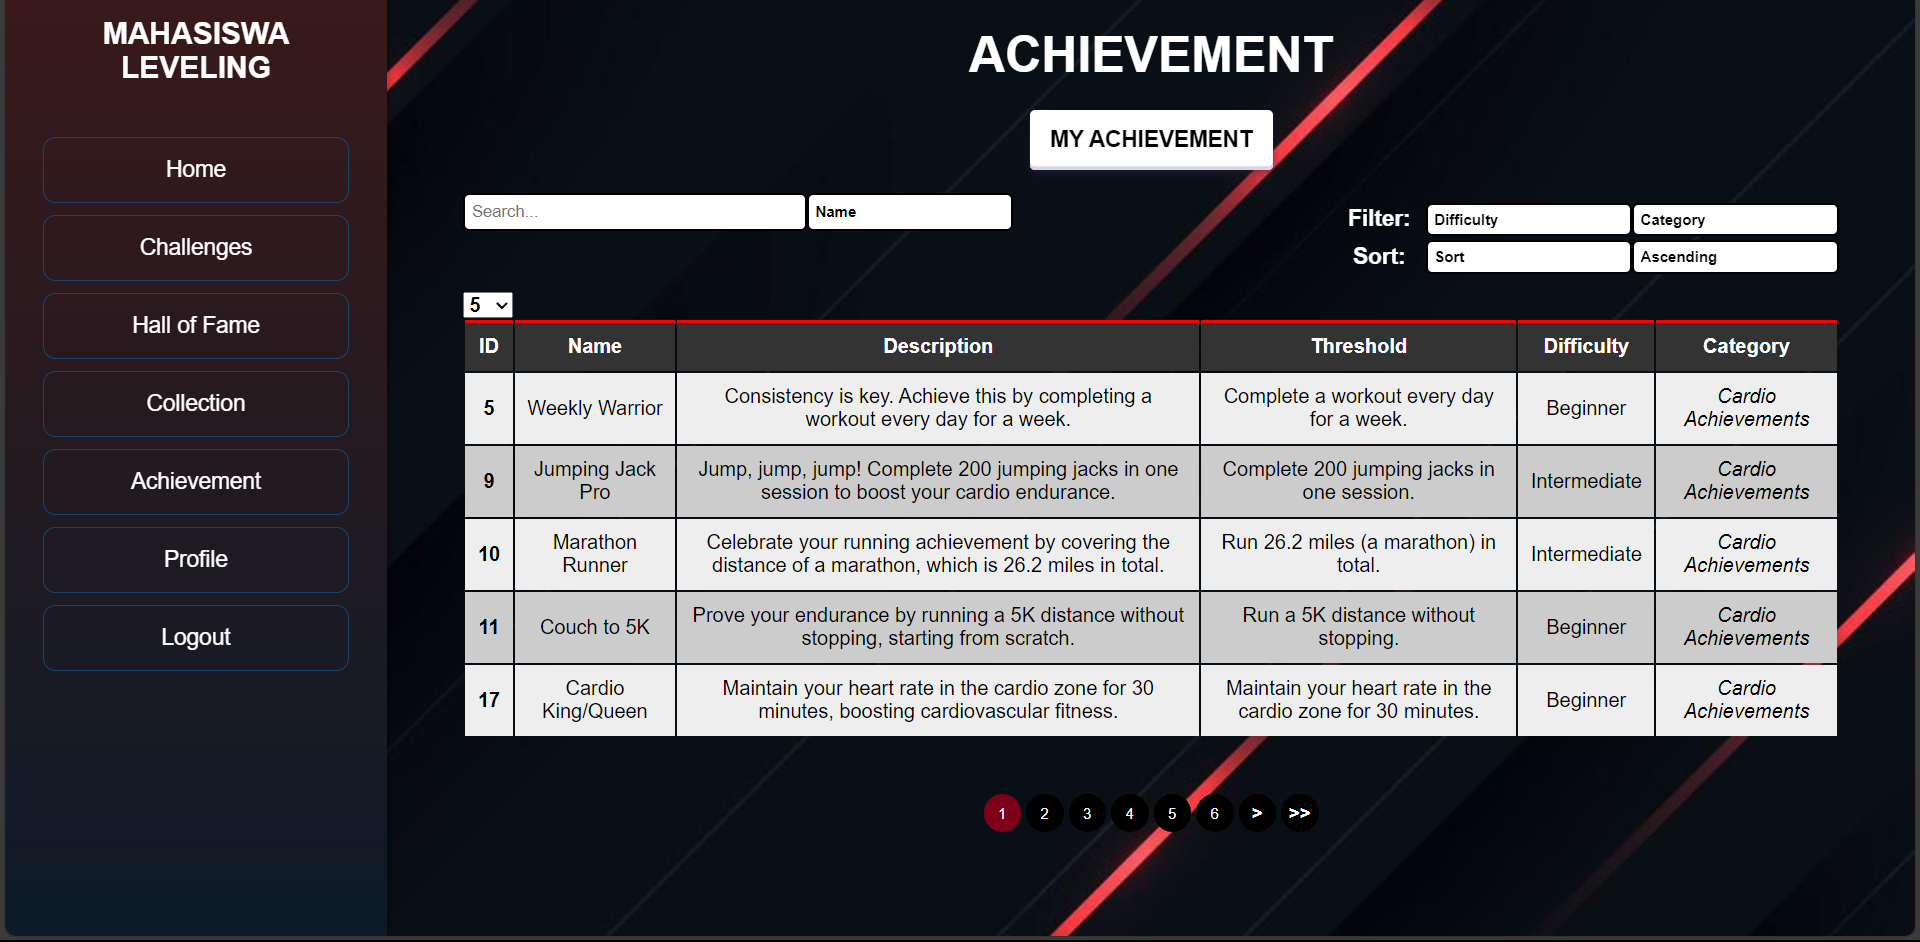 MAHASISWA
LEVELING
Home
Challenges
Hall of Fame
Collection
Achievement
Profile
Logout
ACHIEVEMENT
MY ACHIEVEMENT
Search... Name
Filter: Difficulty Category
Sort: Sort Ascending
5
ID Name Description Threshold Difficulty Category
5 Weekly Warrior Consistency is key. Achieve this by completing a workout every day for a week. Complete a workout every day for a week. Beginner Cardio Achievements
9 Jumping Jack Pro Jump, jump, jump! Complete 200 jumping jacks in one session to boost your cardio endurance. Complete 200 jumping jacks in one session. Intermediate Cardio Achievements
10 Marathon Runner Celebrate your running achievement by covering the distance of a marathon, which is 26.2 miles in total. Run 26.2 miles (a marathon) in total. Intermediate Cardio Achievements
11 Couch to 5K Prove your endurance by running a 5K distance without stopping, starting from scratch. Run a 5K distance without stopping. Beginner Cardio Achievements
17 Cardio King/Queen Maintain your heart rate in the cardio zone for 30 minutes, boosting cardiovascular fitness. Maintain your heart rate in the cardio zone for 30 minutes. Beginner Cardio Achievements
1 2 3 4 5 6 > >>